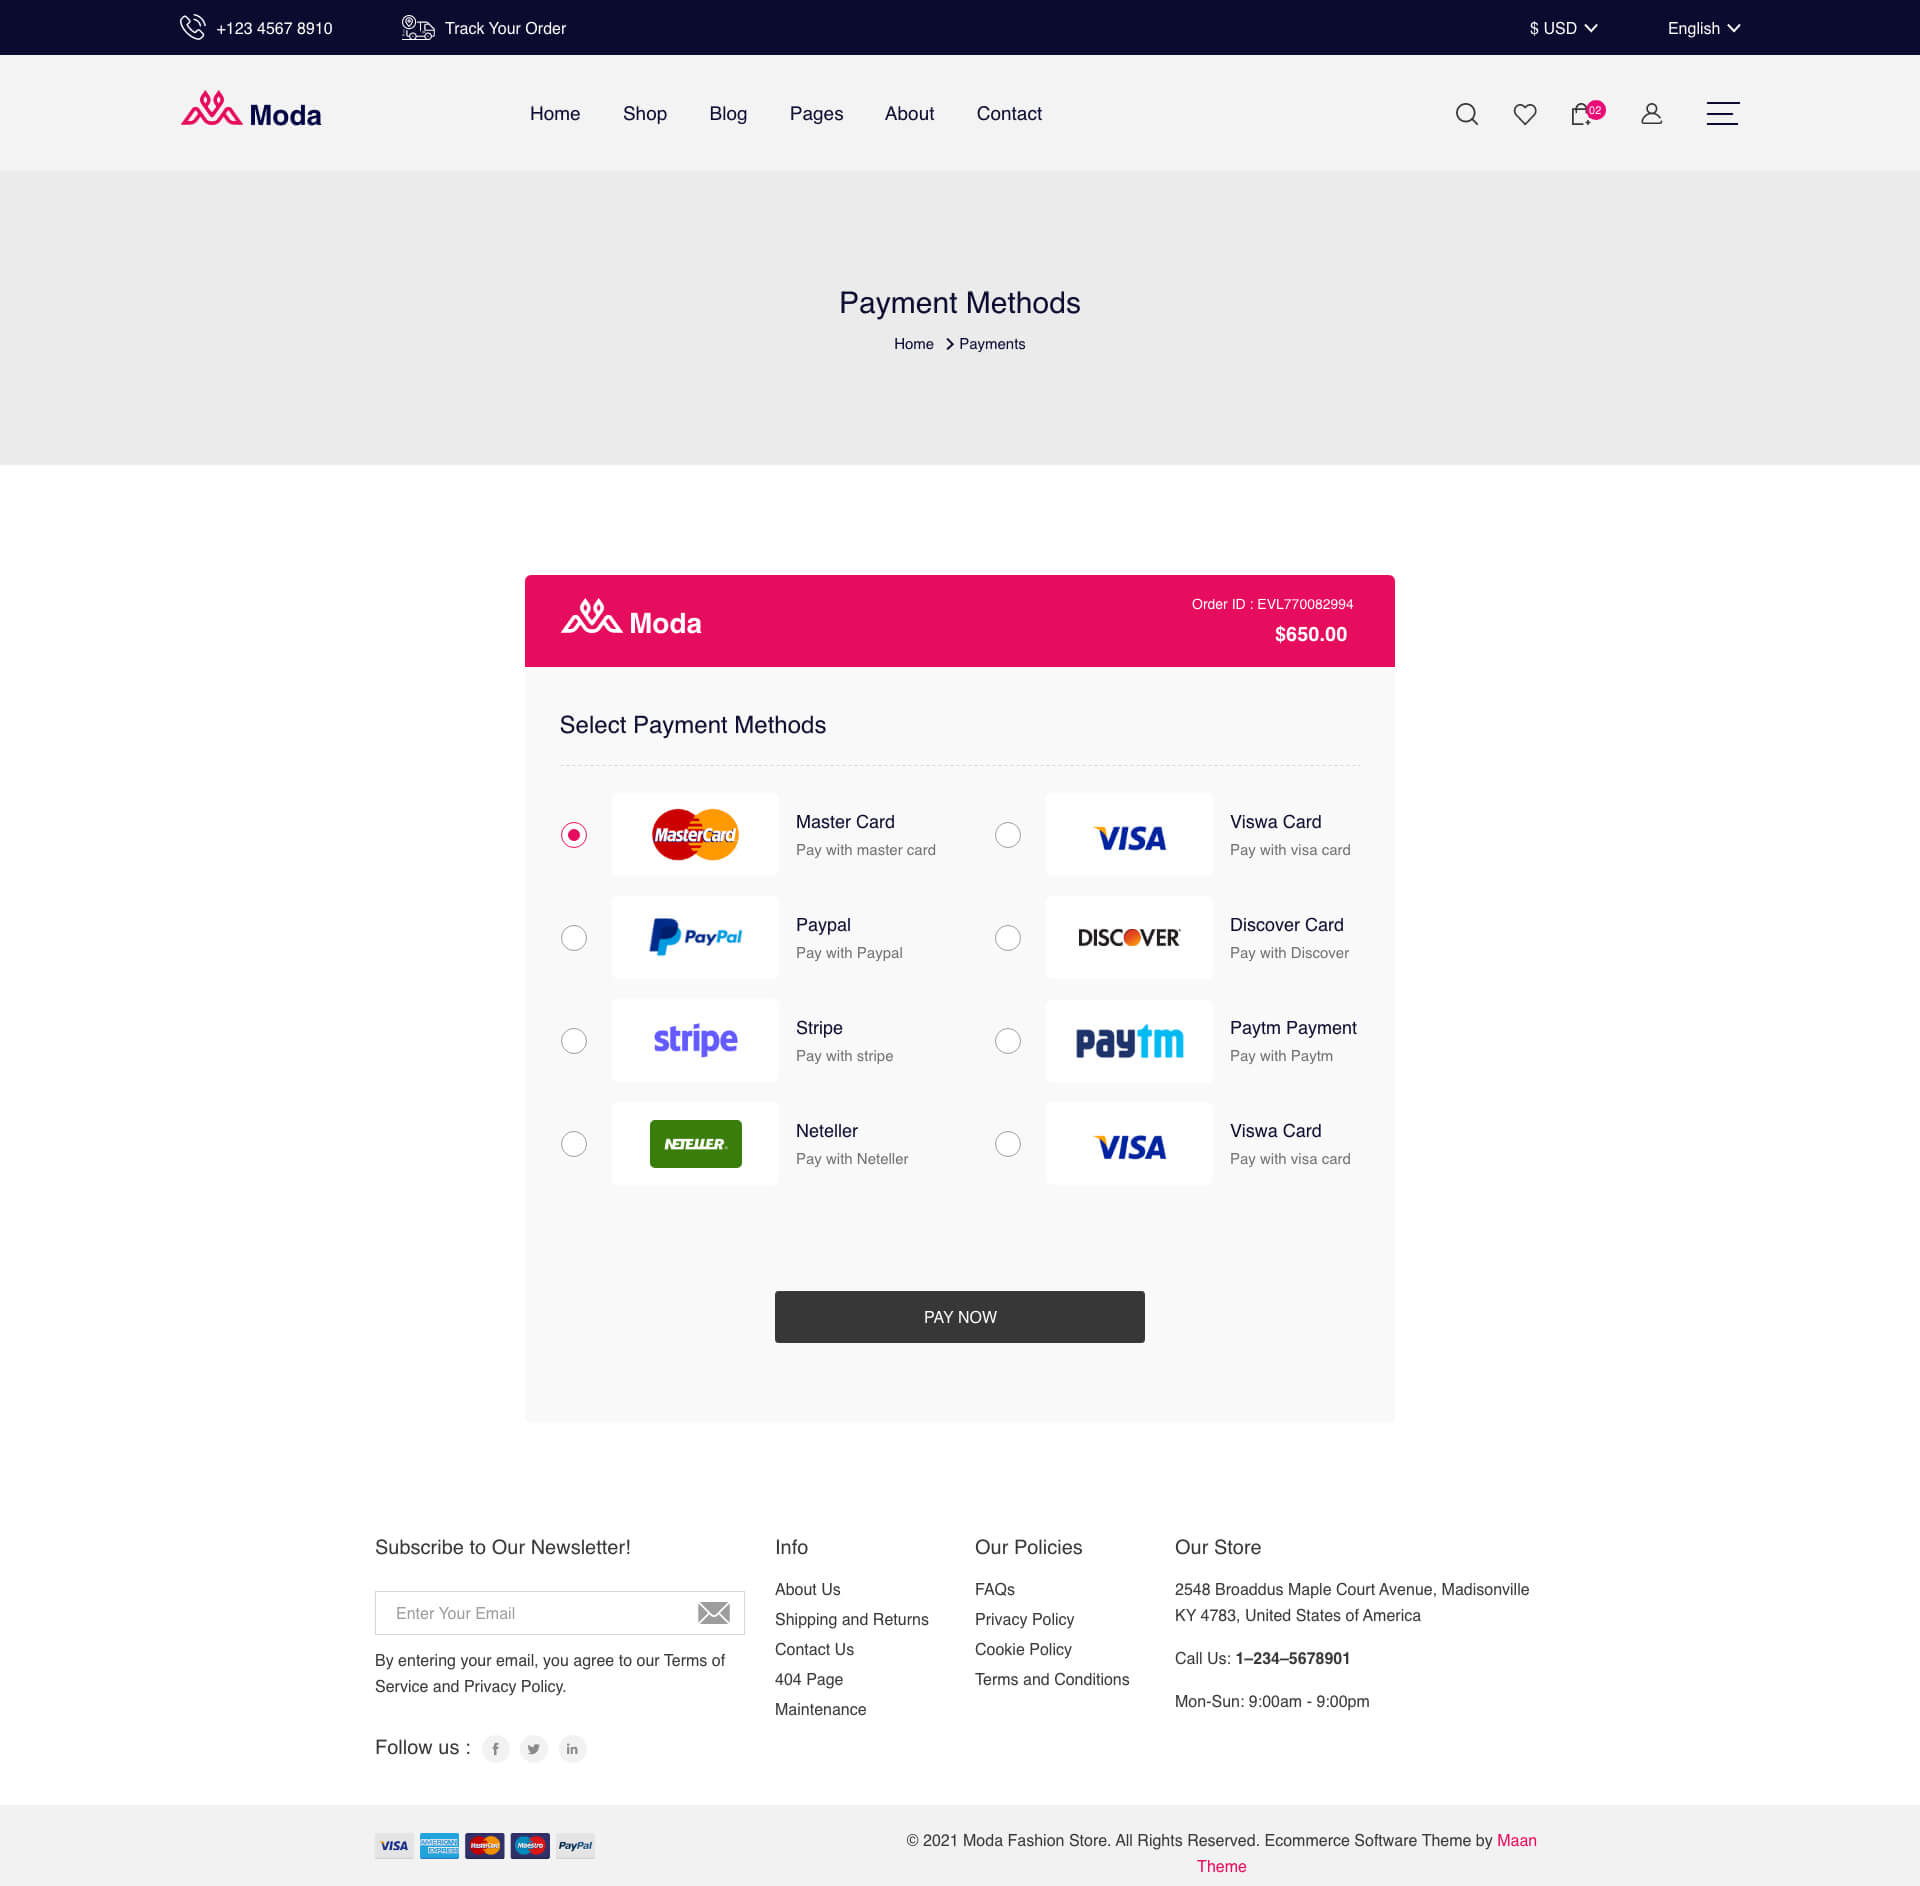 +123 4567 8910
Track Your Order
$ USD
English
Moda
Home
Shop
Blog
Pages
About
Contact
02
Payment Methods
Home > Payments
Moda
Order ID : EVL770082994
$650.00
Select Payment Methods
MasterCard
Master Card
Pay with master card
VISA
Viswa Card
Pay with visa card
PayPal
Paypal
Pay with Paypal
DISCOVER
Discover Card
Pay with Discover
stripe
Stripe
Pay with stripe
paytm
Paytm Payment
Pay with Paytm
NETELLER
Neteller
Pay with Neteller
VISA
Viswa Card
Pay with visa card
PAY NOW
Subscribe to Our Newsletter!
Enter Your Email
By entering your email, you agree to our Terms of
Service and Privacy Policy.
Follow us :
f
in
Info
About Us
Shipping and Returns
Contact Us
404 Page
Maintenance
Our Policies
FAQs
Privacy Policy
Cookie Policy
Terms and Conditions
Our Store
2548 Broaddus Maple Court Avenue, Madisonville
KY 4783, United States of America
Call Us: 1–234–5678901
Mon-Sun: 9:00am - 9:00pm
VISA
AMERICAN
EXPRESS
MasterCard
Maestro
PayPal
© 2021 Moda Fashion Store. All Rights Reserved. Ecommerce Software Theme by Maan
Theme